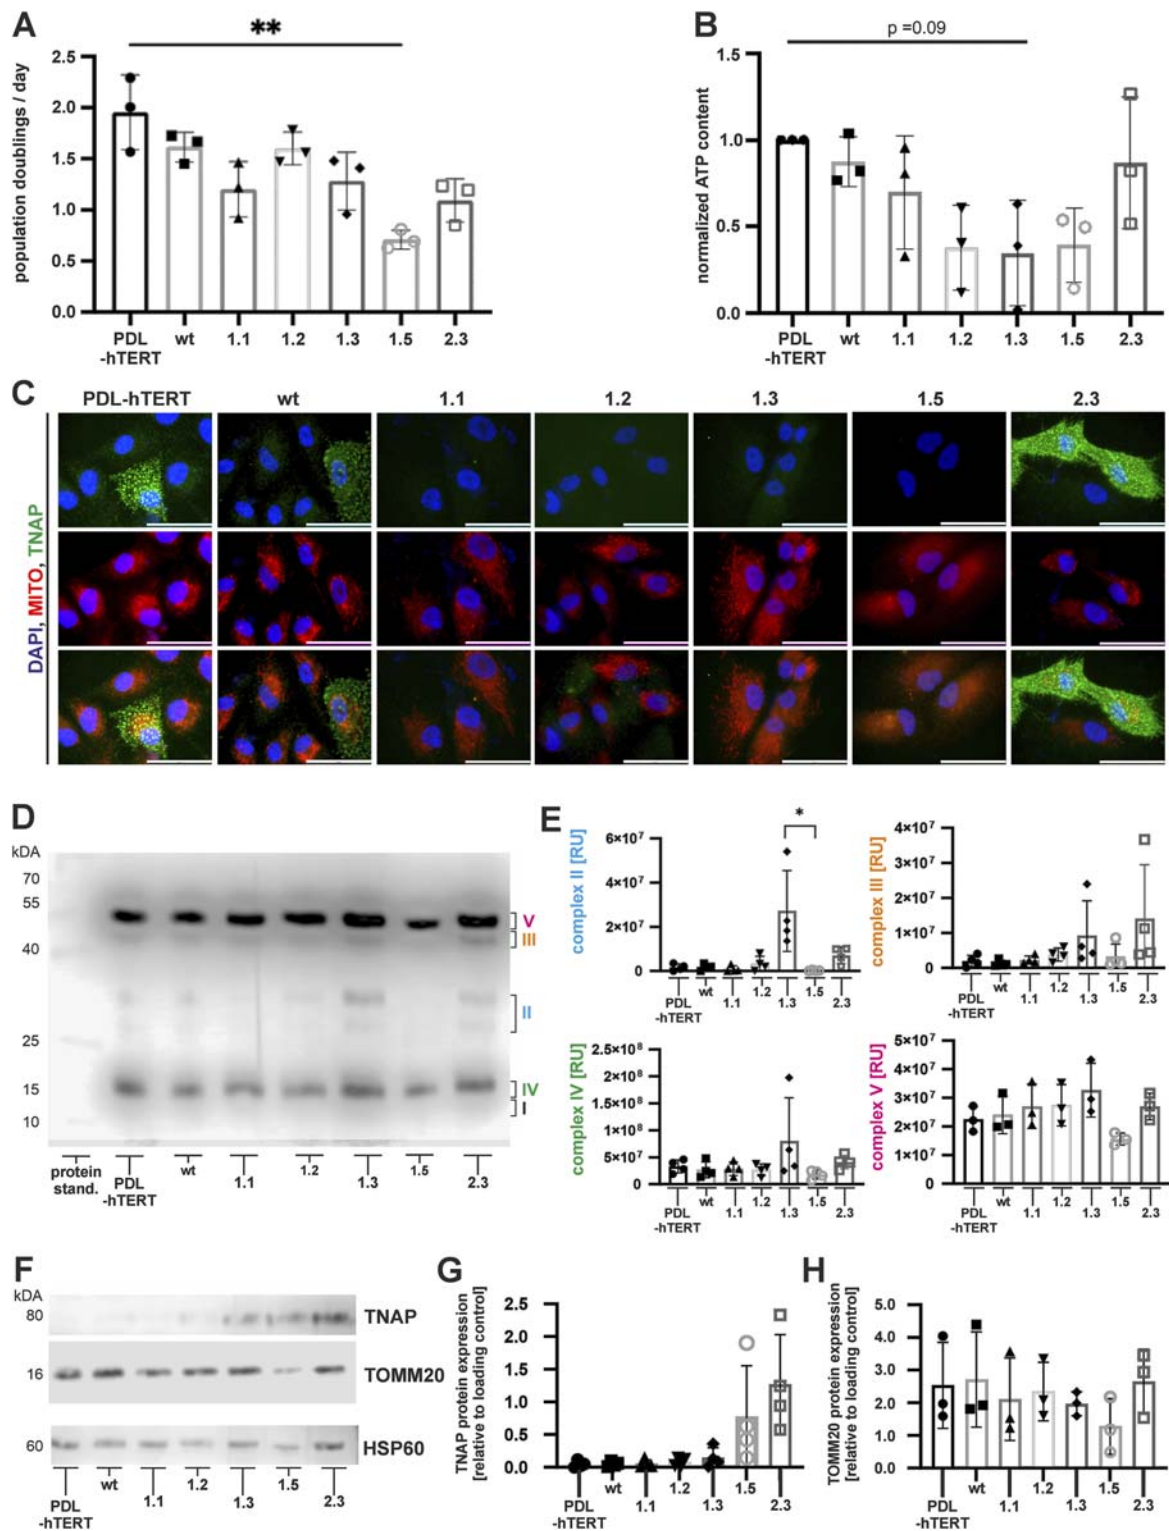 A
**
population doublings / day
2.5
2.0
1.5
1.0
0.5
0.0
PDL
-hTERT
wt
1.1
1.2
1.3
1.5
2.3
B
p =0.09
normalized ATP content
1.5
1.0
0.5
0.0
PDL
-hTERT
wt
1.1
1.2
1.3
1.5
2.3
C
PDL-hTERT
wt
1.1
1.2
1.3
1.5
2.3
DAPI, MITO, TNAP
D
kDA
70
55
40
25
15
10
V
III
II
IV
I
protein
stand.
PDL
-hTERT
wt
1.1
1.2
1.3
1.5
2.3
E
complex II [RU]
6×10⁷
4×10⁷
2×10⁷
0
*
PDL
-hTERT
wt
1.1
1.2
1.3
1.5
2.3
complex III [RU]
4×10⁷
3×10⁷
2×10⁷
1×10⁷
0
PDL
-hTERT
wt
1.1
1.2
1.3
1.5
2.3
complex IV [RU]
2.5×10⁸
2×10⁸
1.5×10⁸
1×10⁸
5×10⁷
0
PDL
-hTERT
wt
1.1
1.2
1.3
1.5
2.3
complex V [RU]
5×10⁷
4×10⁷
3×10⁷
2×10⁷
1×10⁷
0
PDL
-hTERT
wt
1.1
1.2
1.3
1.5
2.3
F
kDA
80
TNAP
16
TOMM20
60
HSP60
PDL
-hTERT
wt
1.1
1.2
1.3
1.5
2.3
G
TNAP protein expression
[relative to loading control]
2.5
2.0
1.5
1.0
0.5
0.0
PDL
-hTERT
wt
1.1
1.2
1.3
1.5
2.3
H
TOMM20 protein expression
[relative to loading control]
5.0
4.0
3.0
2.0
1.0
0.0
PDL
-hTERT
wt
1.1
1.2
1.3
1.5
2.3